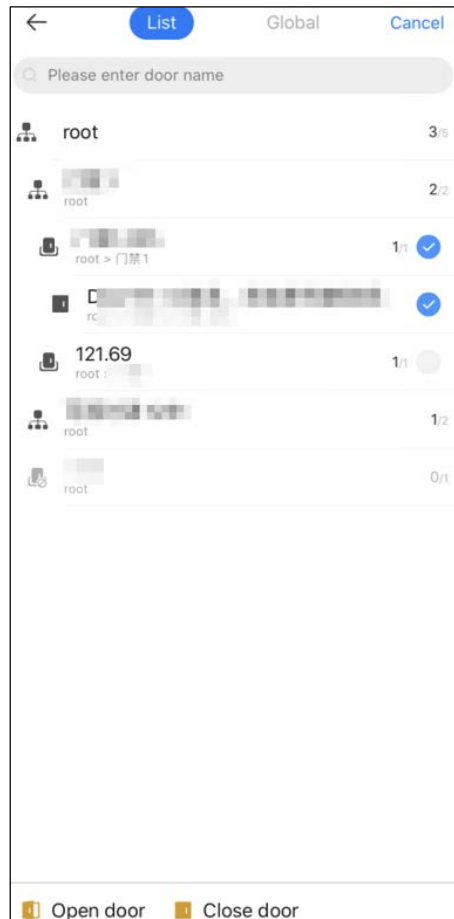 List
Global
Cancel
Please enter door name
root
3/5
2/2
root
root > 门禁1
1/1
121.69
1/1
root :
root
1/2
root
0/1
Open door
Close door